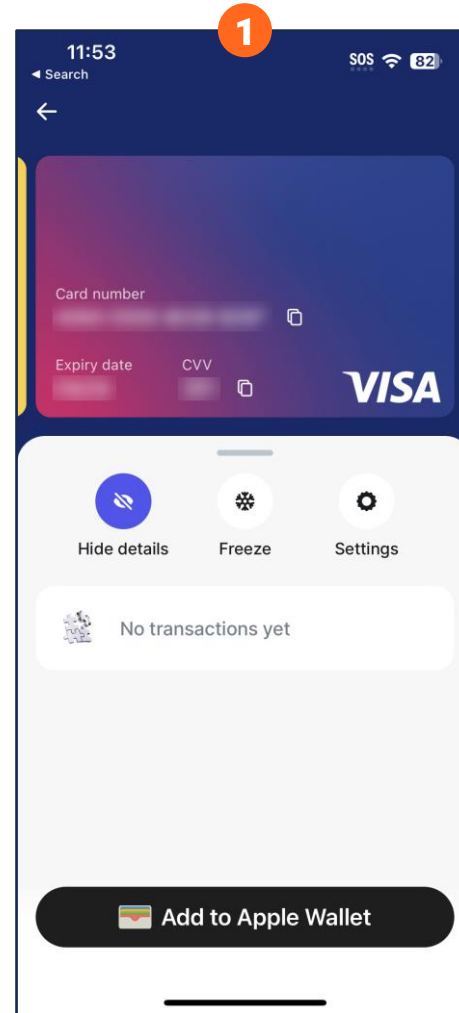 1
11:53
SOS 82
◄ Search
Card number
Expiry date CVV
VISA
Hide details Freeze Settings
No transactions yet
Add to Apple Wallet